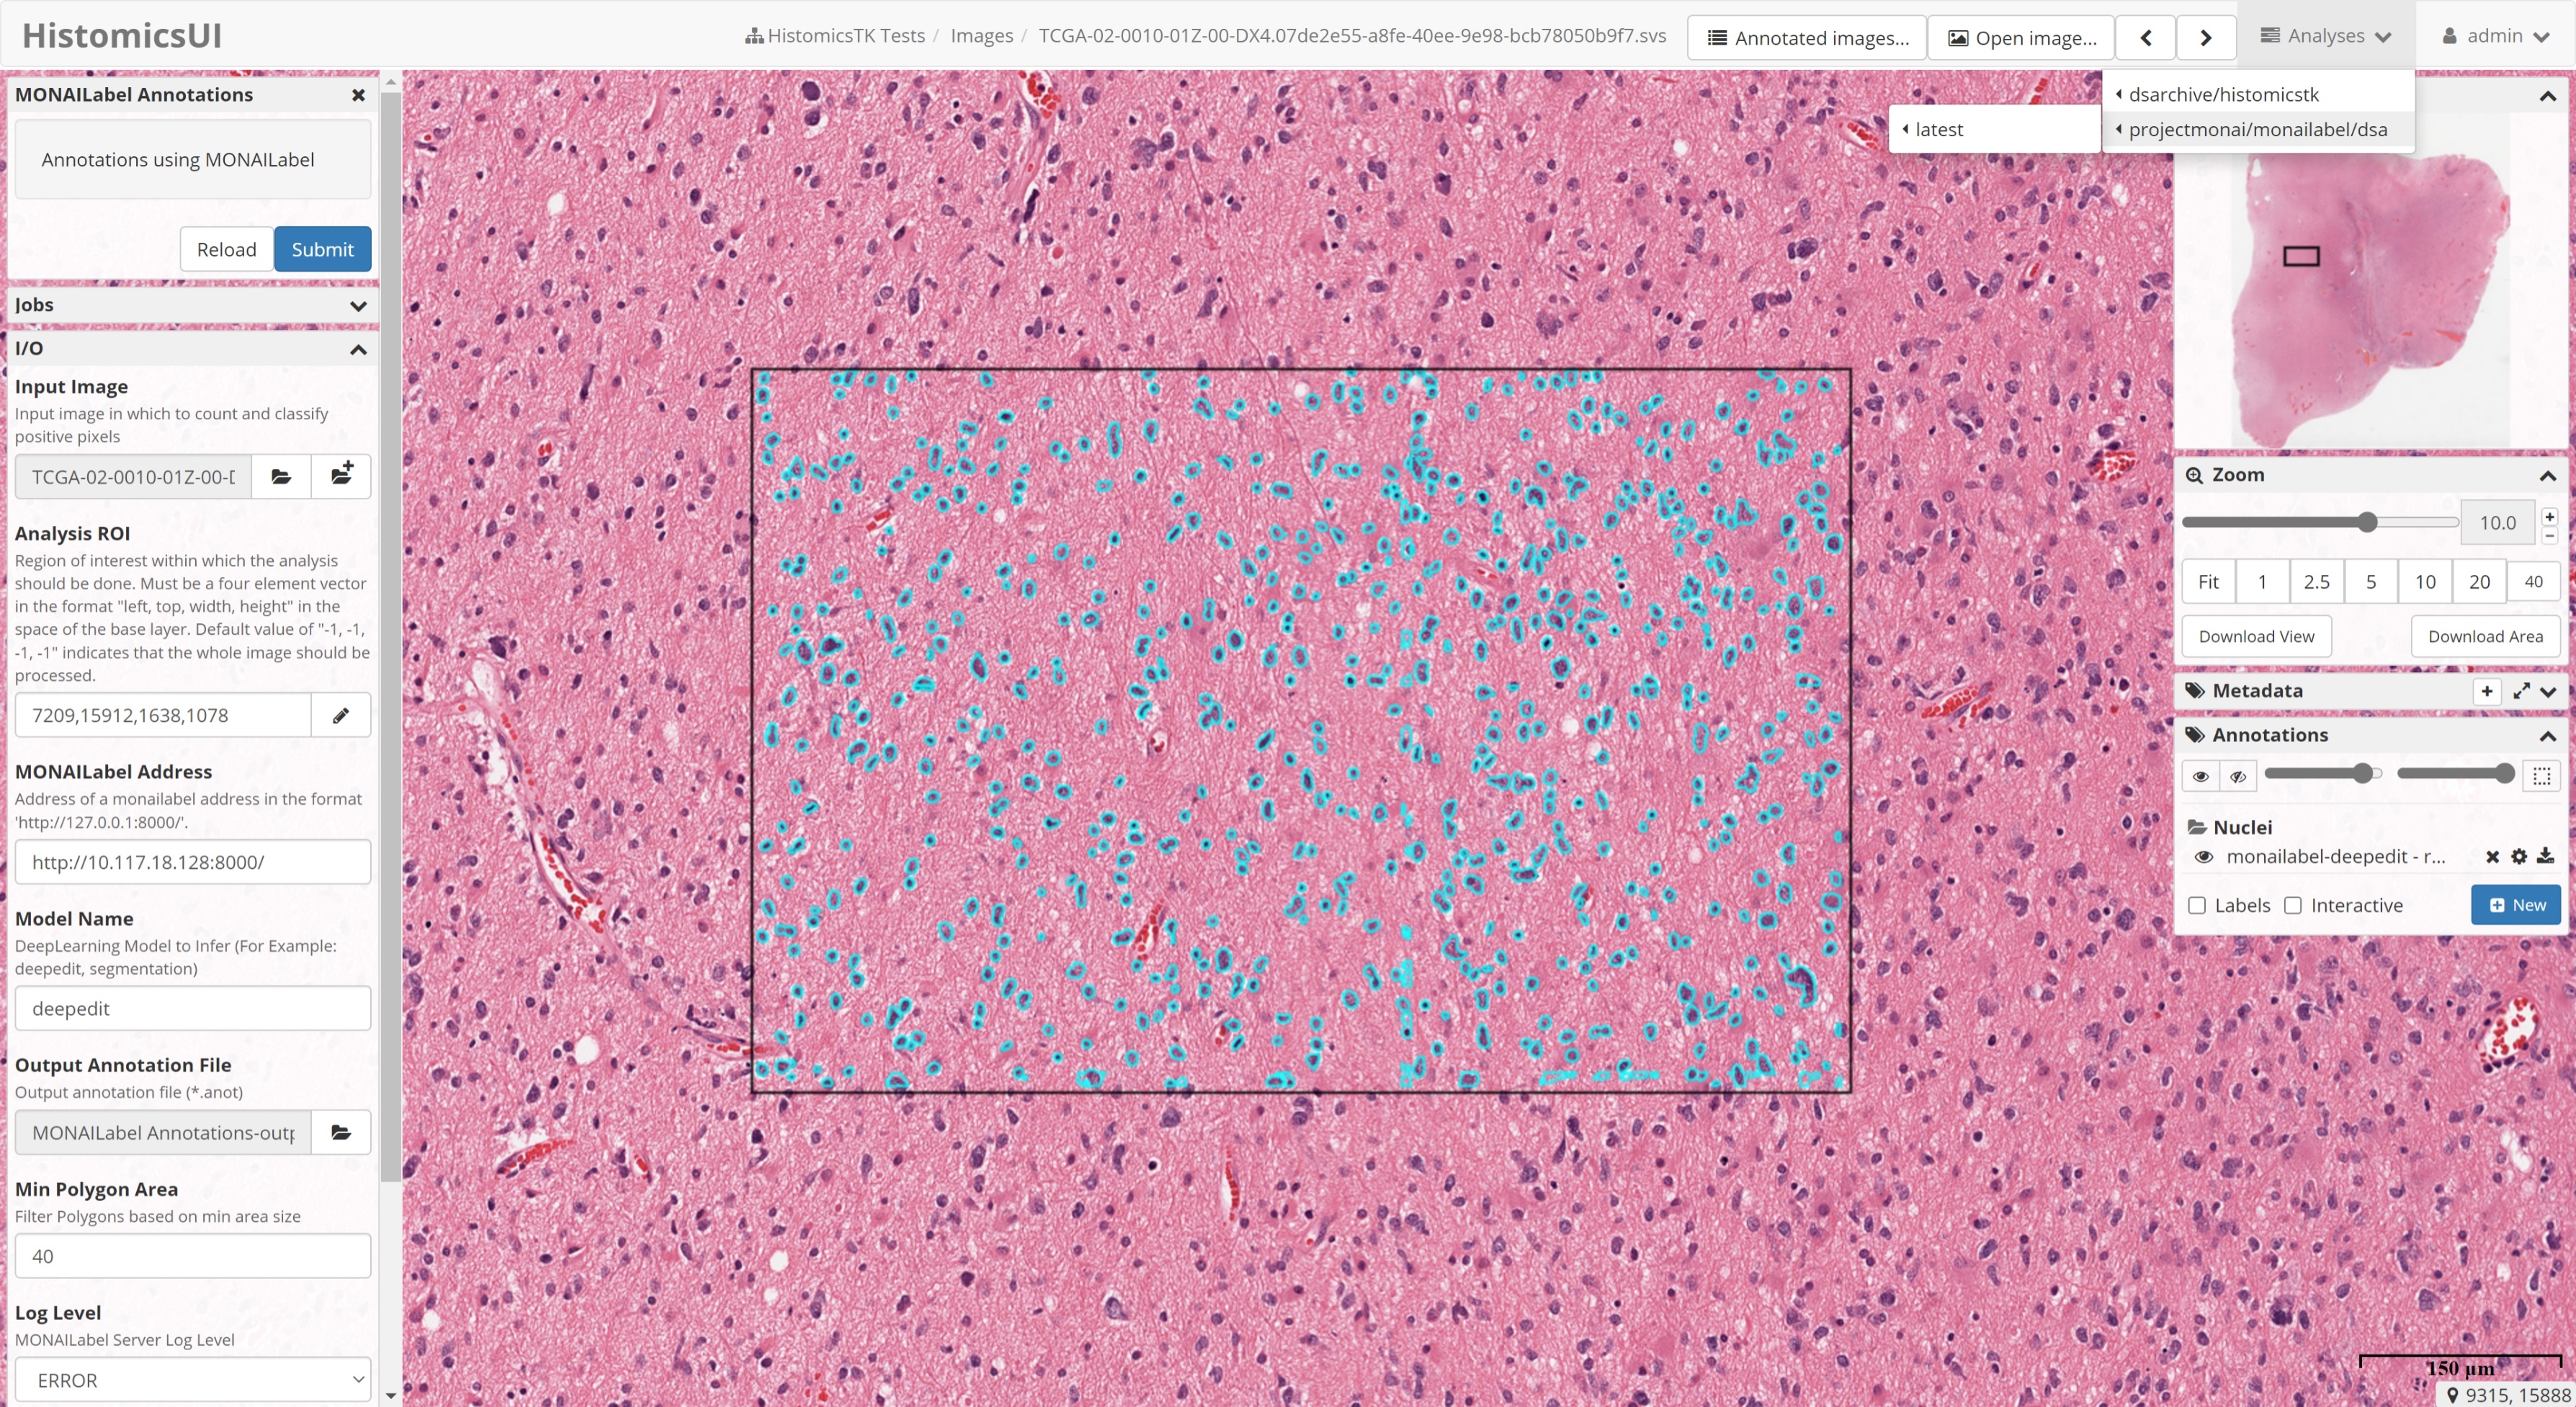 HistomicsUI
HistomicsTK Tests / Images / TCGA-02-0010-01Z-00-DX4.07de2e55-a8fe-40ee-9e98-bcb78050b9f7.svs
Annotated images...
Open image...
Analyses
admin
dsarchive/histomicstk
latest
projectmonai/monailabel/dsa
MONAILabel Annotations
Annotations using MONAILabel
Reload
Submit
Jobs
I/O
Input Image
Input image in which to count and classify
positive pixels
TCGA-02-0010-01Z-00-D
Analysis ROI
Region of interest within which the analysis
should be done. Must be a four element vector
in the format "left, top, width, height" in the
space of the base layer. Default value of "-1, -1,
-1, -1" indicates that the whole image should be
processed.
7209,15912,1638,1078
MONAILabel Address
Address of a monailabel address in the format
'http://127.0.0.1:8000/'.
http://10.117.18.128:8000/
Model Name
DeepLearning Model to Infer (For Example:
deepedit, segmentation)
deepedit
Output Annotation File
Output annotation file (*.anot)
MONAILabel Annotations-outp
Min Polygon Area
Filter Polygons based on min area size
40
Log Level
MONAILabel Server Log Level
ERROR
Zoom
10.0
Fit 1 2.5 5 10 20 40
Download View
Download Area
Metadata
Annotations
Nuclei
monailabel-deepedit - r...
Labels
Interactive
New
150 µm
9315, 15888